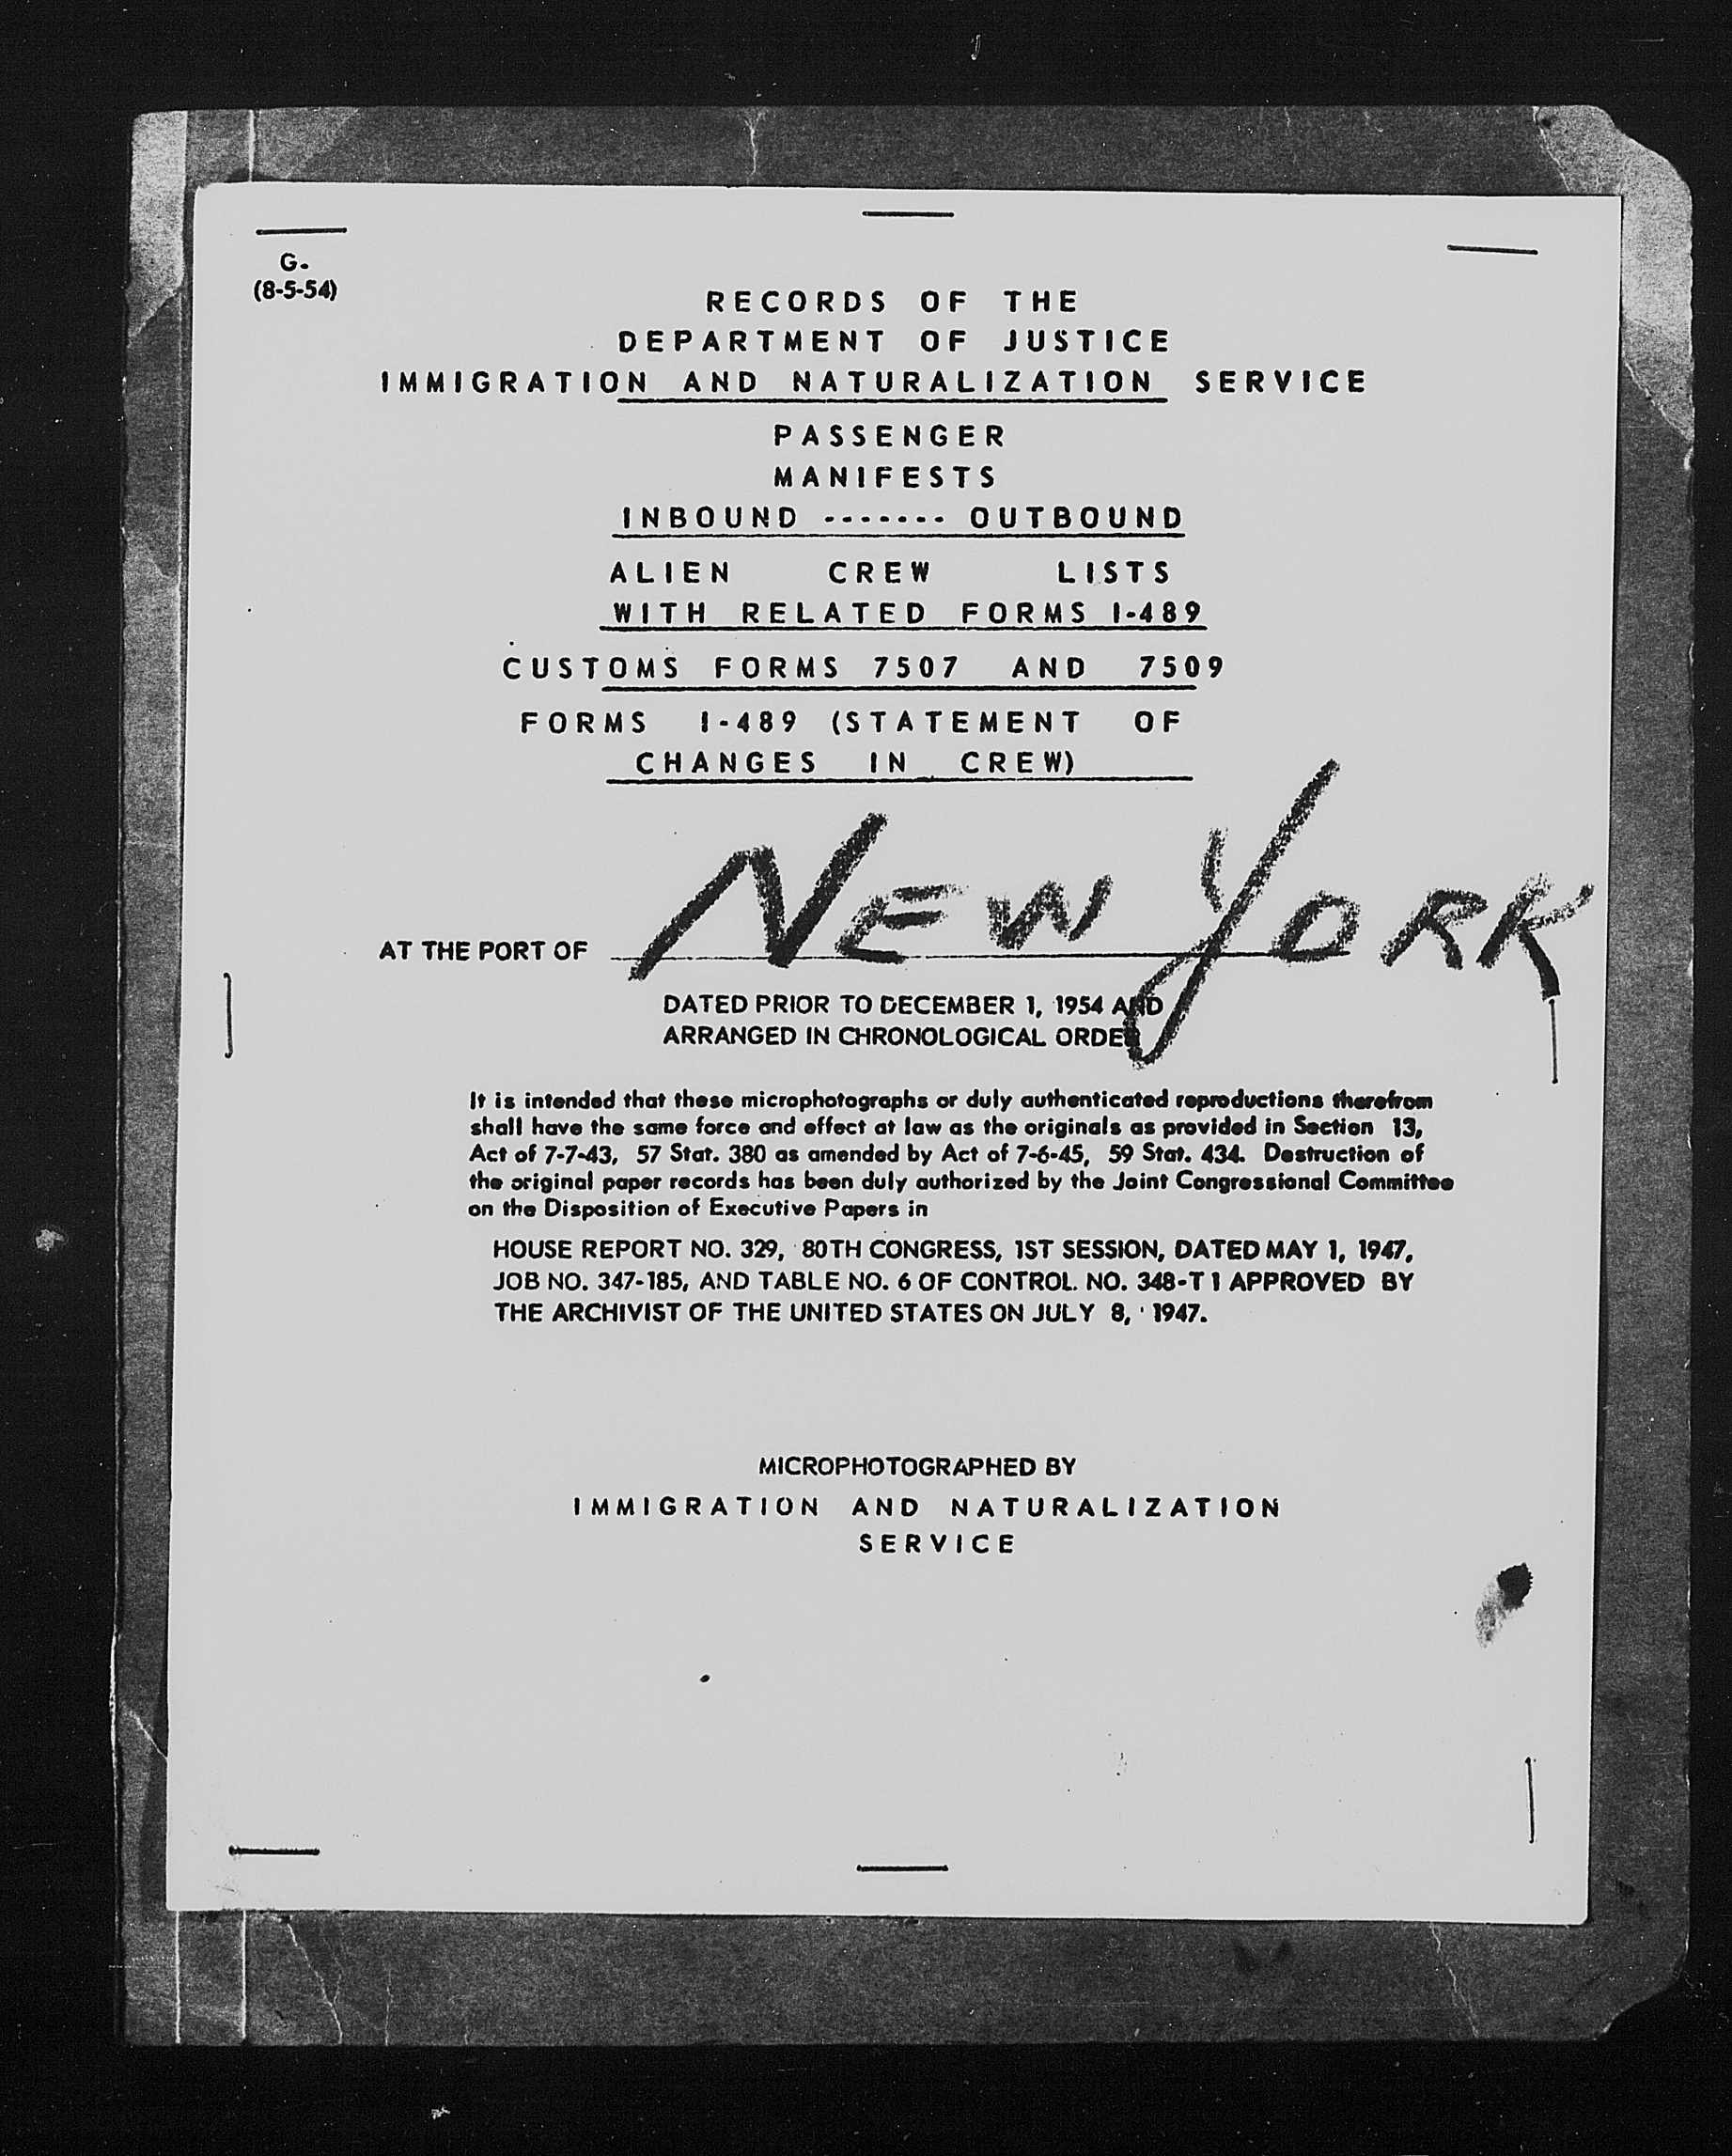 G.
(8-5-54)
RECORDS OF THE
DEPARTMENT OF JUSTICE
IMMIGRATION AND NATURALIZATION SERVICE
PASSENGER
MANIFESTS
INBOUND ------- OUTBOUND
ALIEN CREW LISTS
WITH RELATED FORMS I-489
CUSTOMS FORMS 7507 AND 7509
FORMS I-489 (STATEMENT OF
CHANGES IN CREW)
AT THE PORT OF NEW YORK
DATED PRIOR TO DECEMBER 1, 1954 AND
ARRANGED IN CHRONOLOGICAL ORDER
It is intended that these microphotographs or duly authenticated reproductions therefrom
shall have the same force and effect at law as the originals as provided in Section 13,
Act of 7-7-43, 57 Stat. 380 as amended by Act of 7-6-45, 59 Stat. 434. Destruction of
the original paper records has been duly authorized by the Joint Congressional Committee
on the Disposition of Executive Papers in
HOUSE REPORT NO. 329, 80TH CONGRESS, 1ST SESSION, DATED MAY 1, 1947,
JOB NO. 347-185, AND TABLE NO. 6 OF CONTROL. NO. 348-T 1 APPROVED BY
THE ARCHIVIST OF THE UNITED STATES ON JULY 8, 1947.
MICROPHOTOGRAPHED BY
IMMIGRATION AND NATURALIZATION
SERVICE